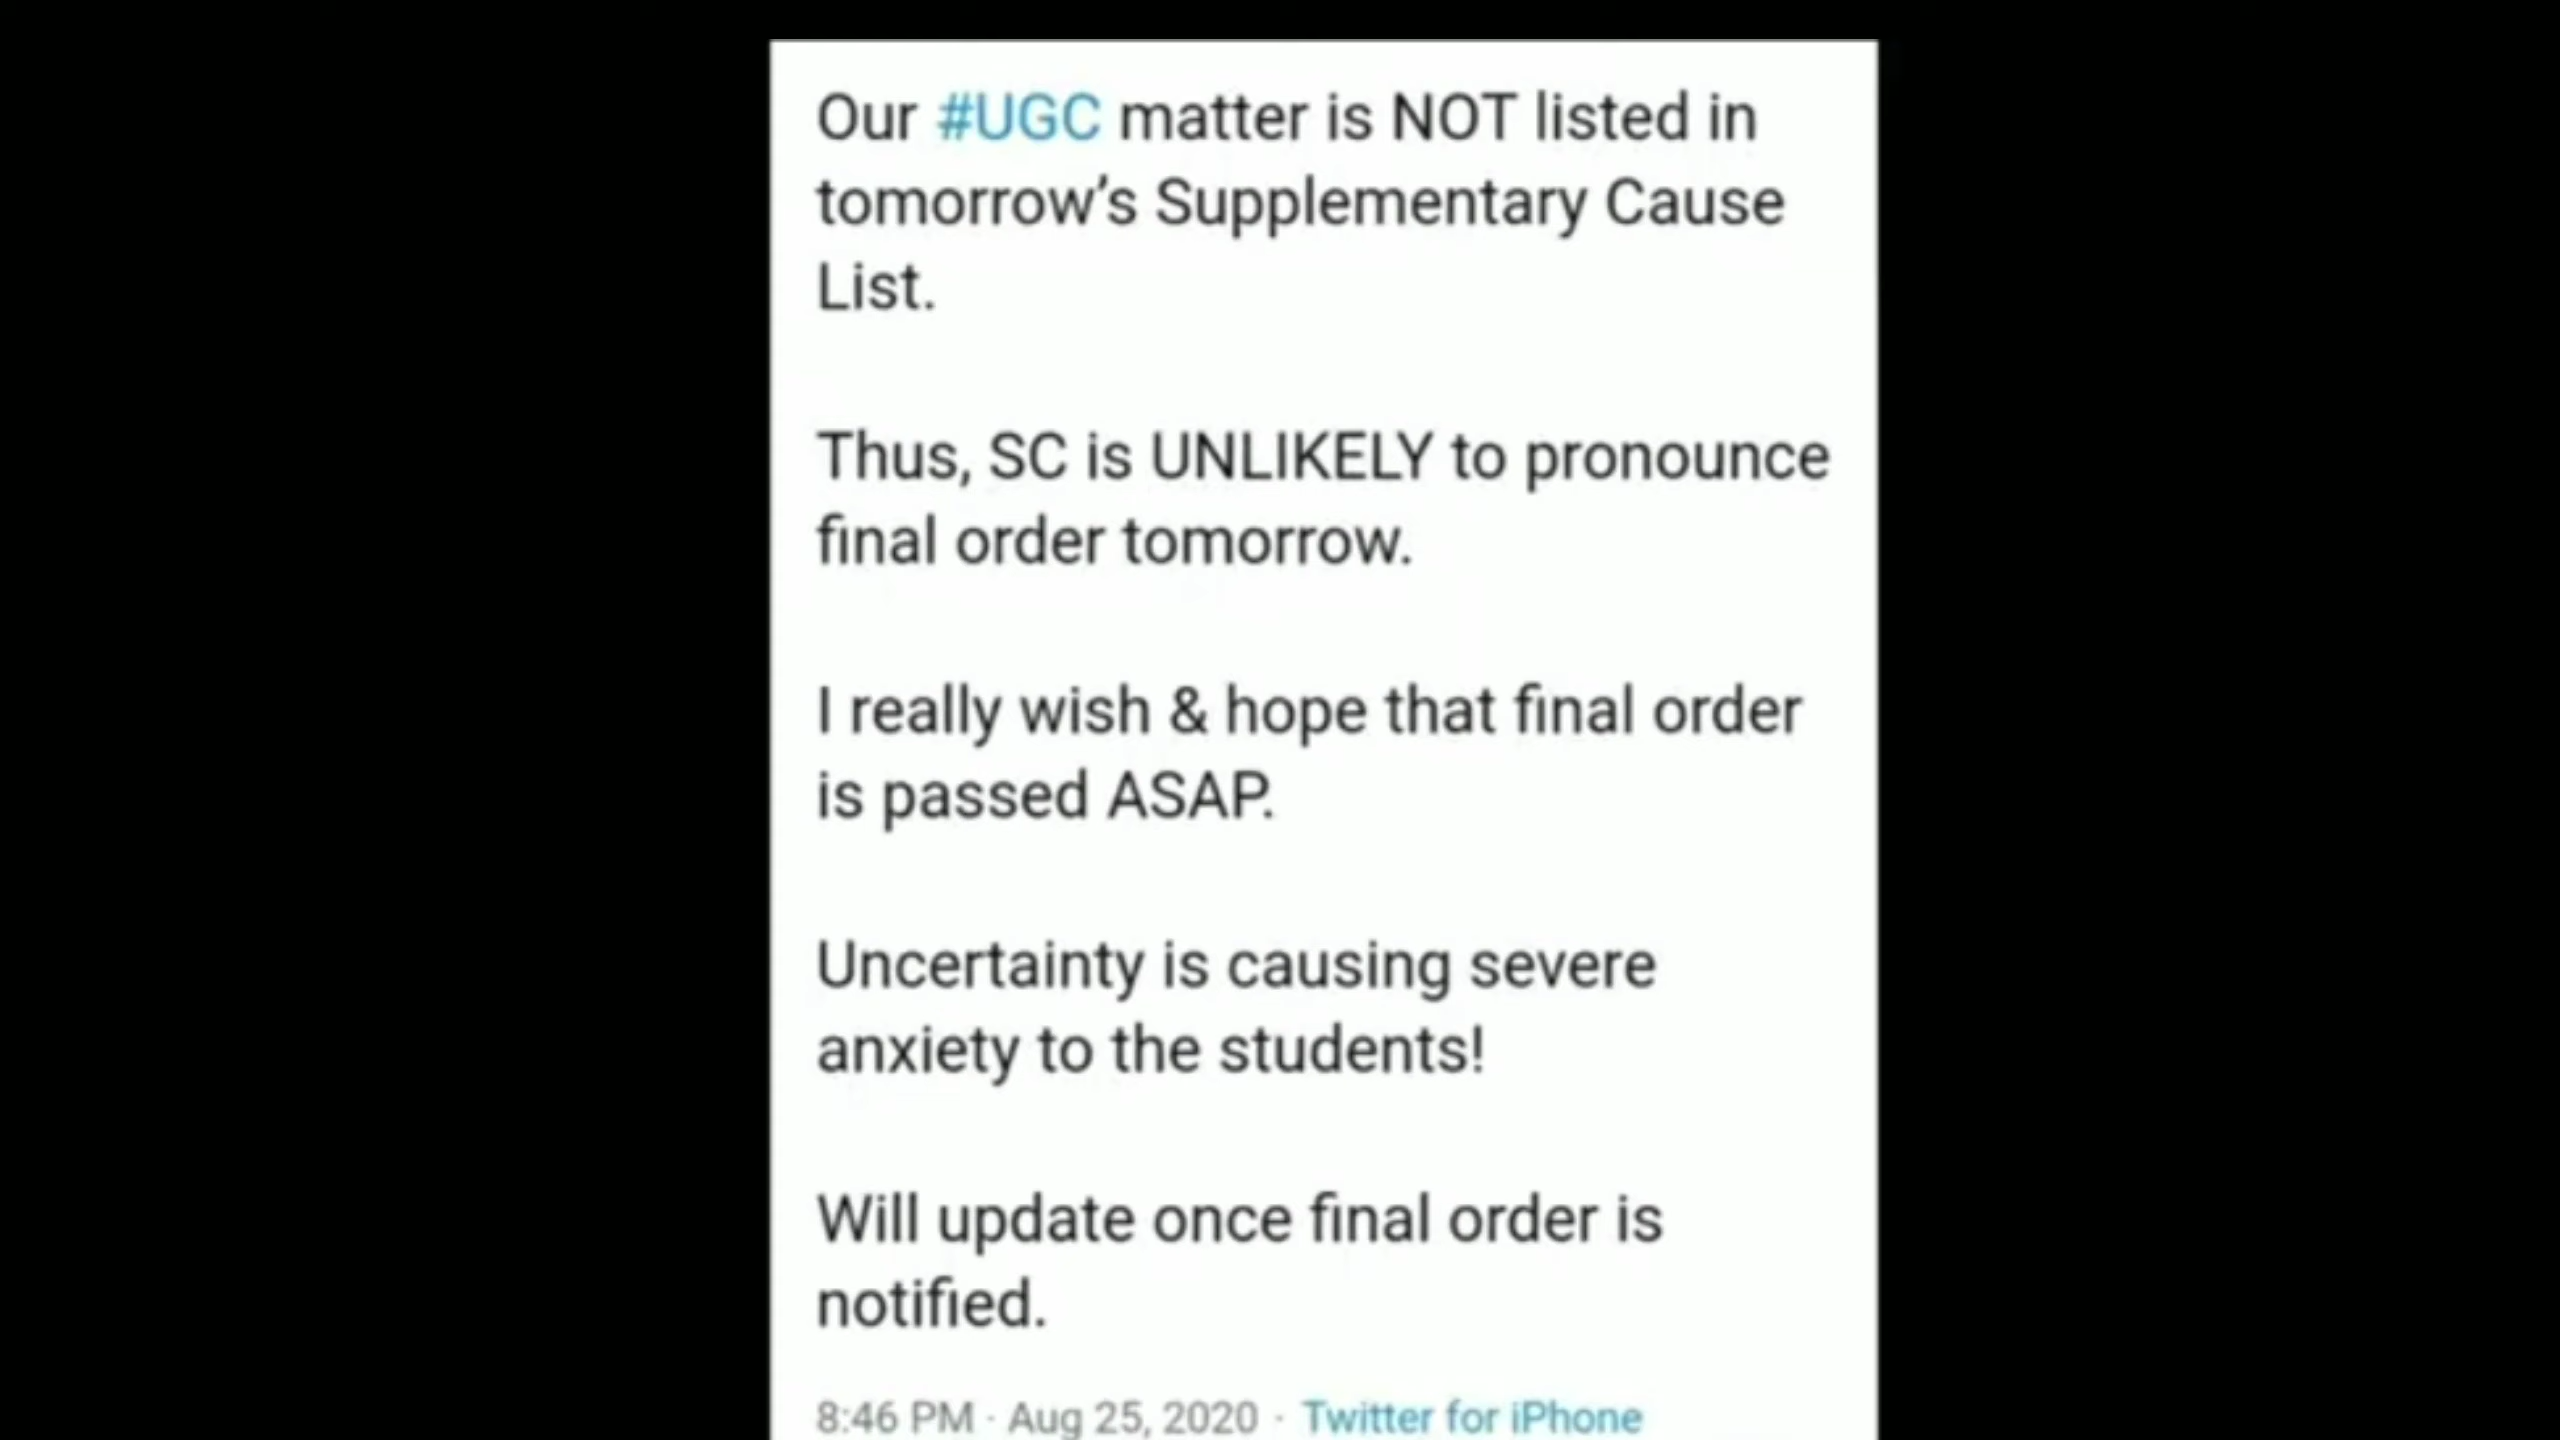 Our #UGC matter is NOT listed in
tomorrow’s Supplementary Cause
List.
Thus, SC is UNLIKELY to pronounce
final order tomorrow.
I really wish & hope that final order
is passed ASAP.
Uncertainty is causing severe
anxiety to the students!
Will update once final order is
notified.
8:46 PM · Aug 25, 2020 · Twitter for iPhone